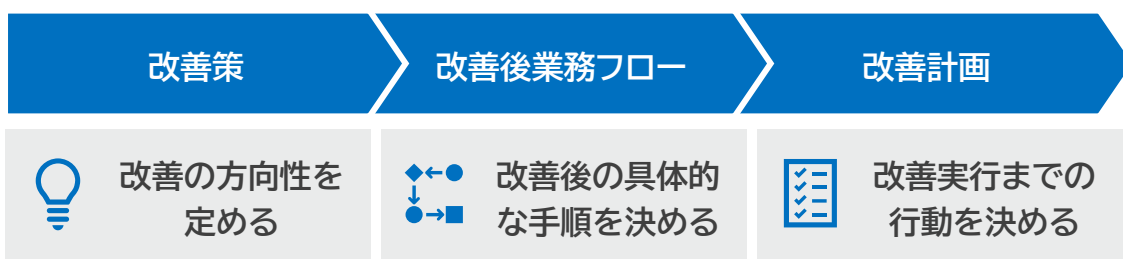 改善策
改善後業務フロー
改善計画
改善の方向性を
定める
改善後の具体的
な手順を決める
改善実行までの
行動を決める